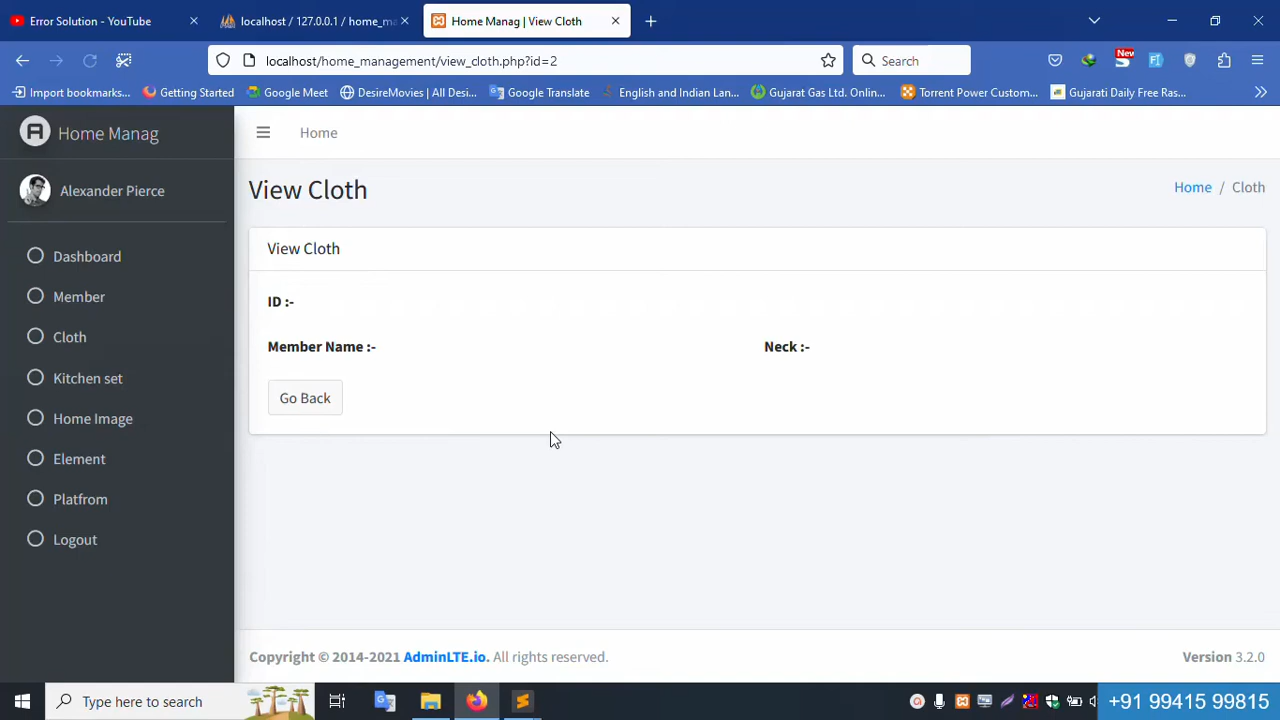 Error Solution - YouTube
localhost / 127.0.0.1 / home_ma
Home Manag | View Cloth
localhost/home_management/view_cloth.php?id=2
Search
New
Import bookmarks...
Getting Started
Google Meet
DesireMovies | All Desi...
Google Translate
English and Indian Lan...
Gujarat Gas Ltd. Onlin...
Torrent Power Custom...
Gujarati Daily Free Ras...
Home Manag
Home
Alexander Pierce
View Cloth
Home / Cloth
View Cloth
Dashboard
Member
Cloth
Kitchen set
Home Image
Element
Platfrom
Logout
ID :-
Member Name :-
Neck :-
Go Back
Copyright © 2014-2021 AdminLTE.io. All rights reserved.
Version 3.2.0
Type here to search
+91 99415 99815